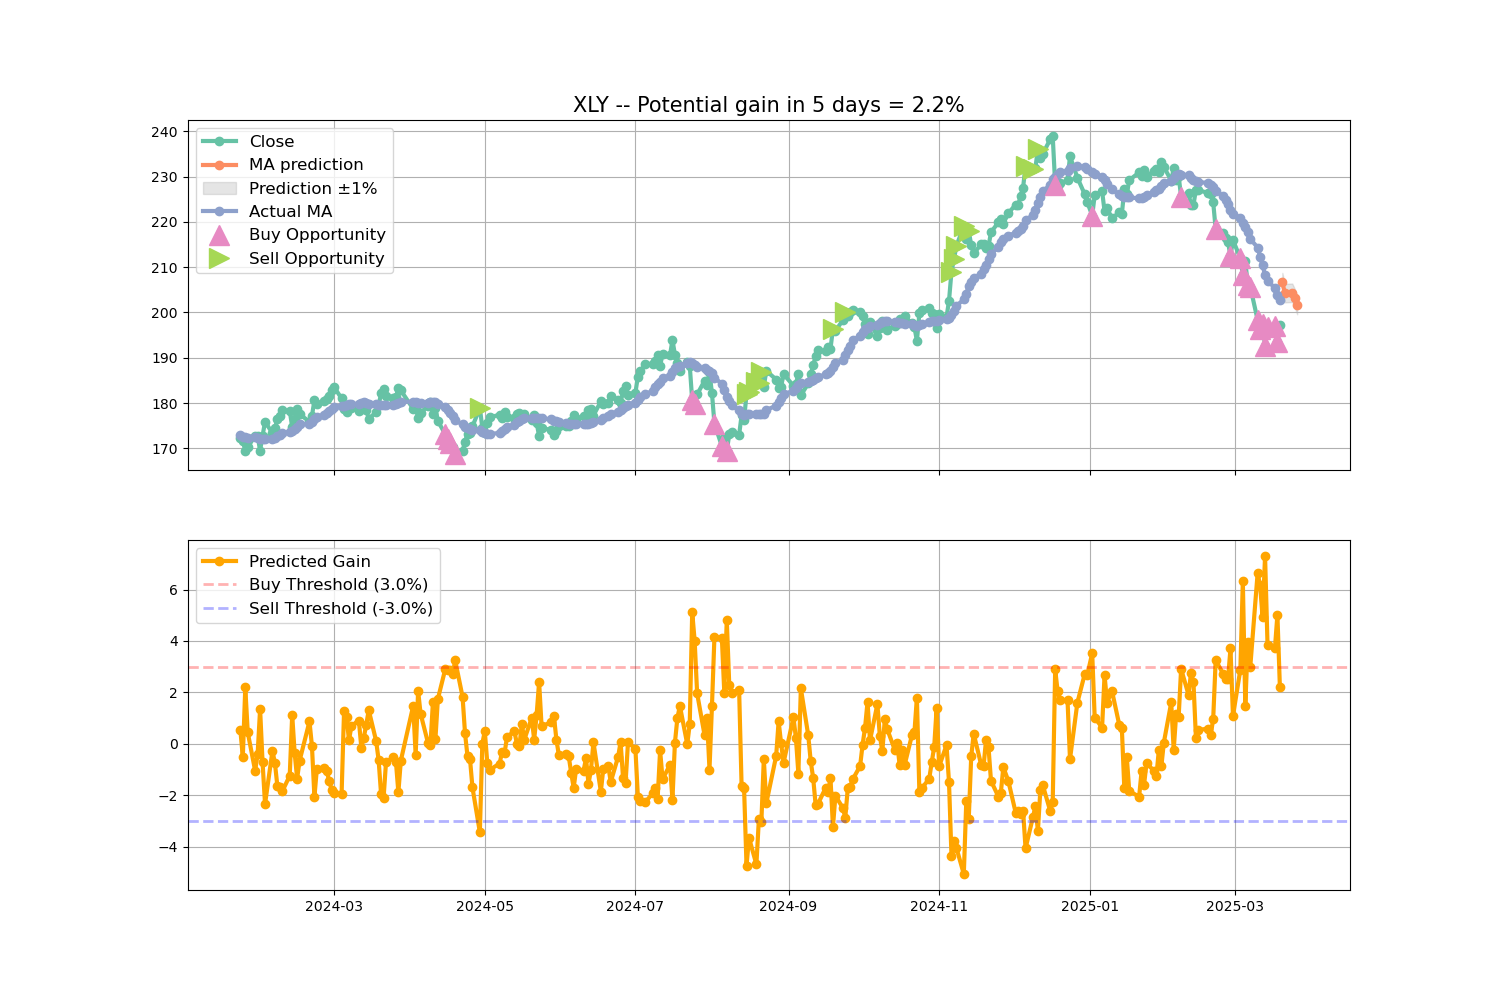 XLY -- Potential gain in 5 days = 2.2%
240
230
220
210
200
190
180
170
Close
MA prediction
Prediction ±1%
Actual MA
Buy Opportunity
Sell Opportunity
6
4
2
0
−2
−4
Predicted Gain
Buy Threshold (3.0%)
Sell Threshold (-3.0%)
2024-03
2024-05
2024-07
2024-09
2024-11
2025-01
2025-03